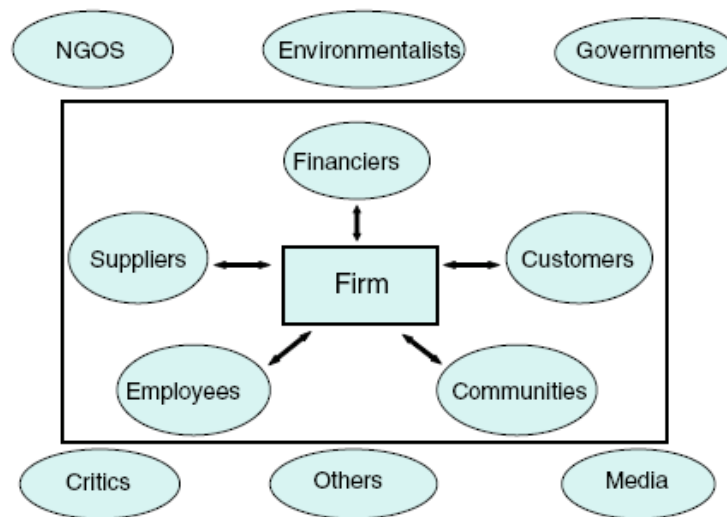 NGOS
Environmentalists
Governments
Financiers
Suppliers
Customers
Firm
Employees
Communities
Critics
Others
Media